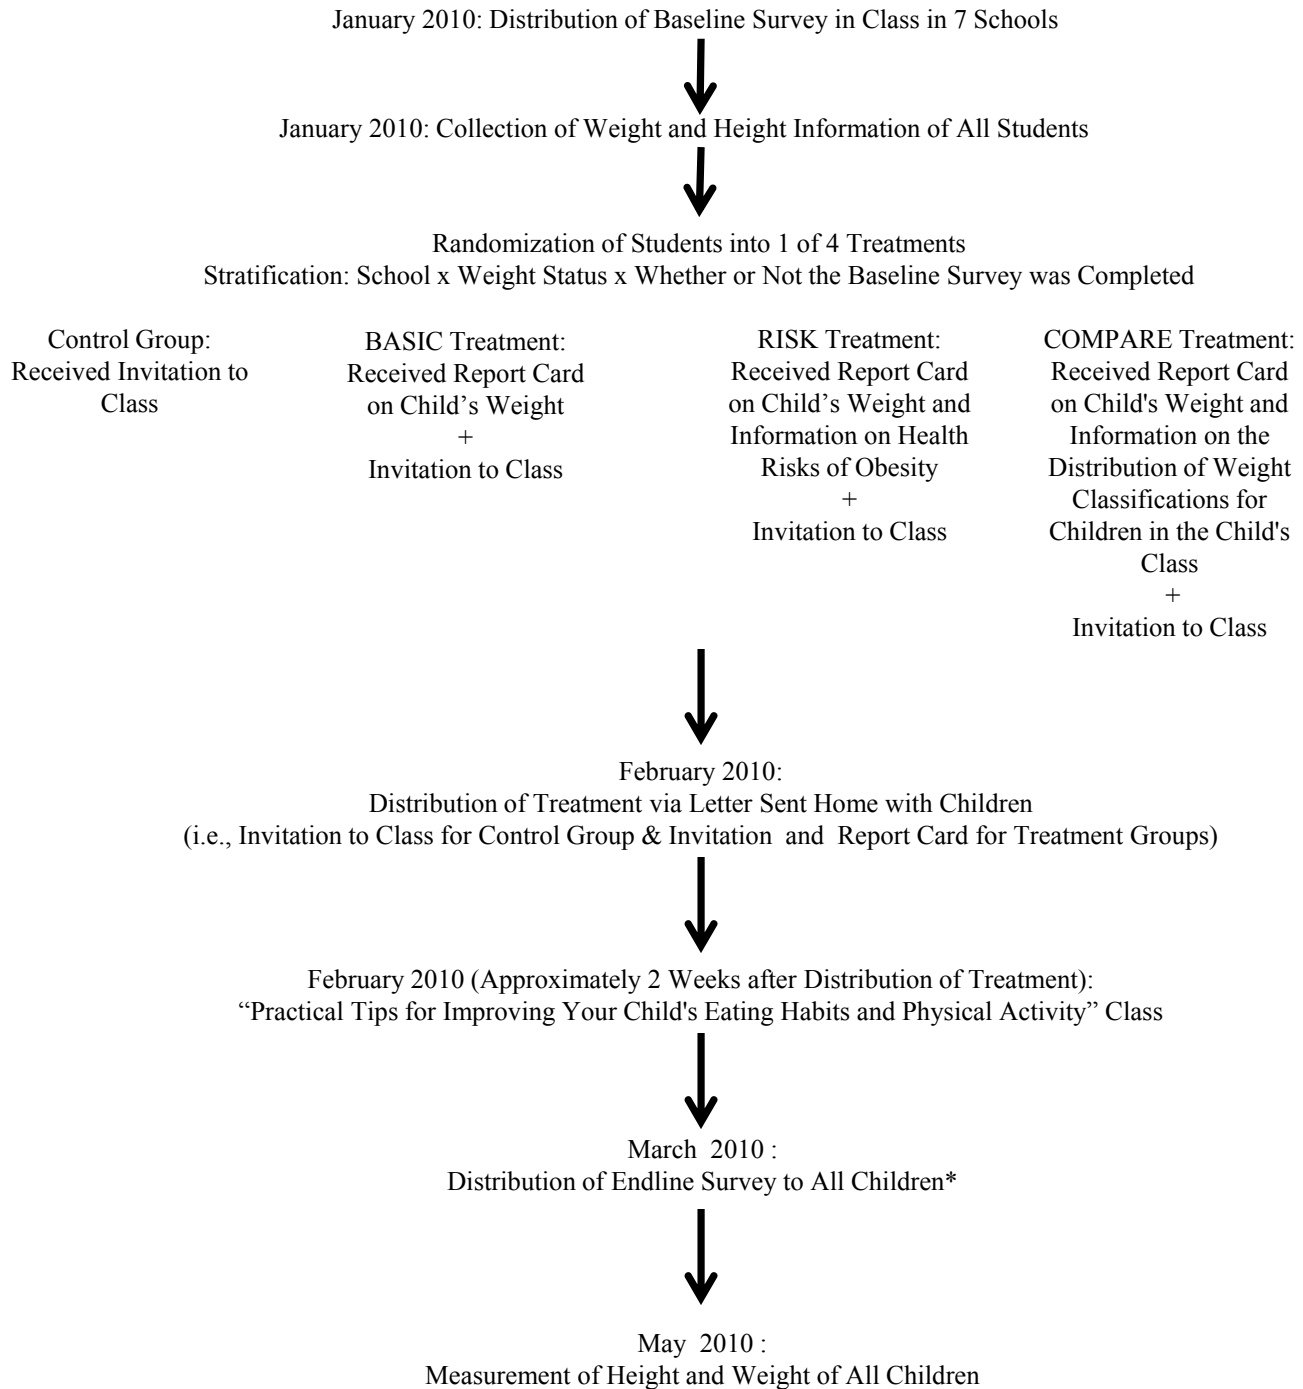 January 2010: Distribution of Baseline Survey in Class in 7 Schools
January 2010: Collection of Weight and Height Information of All Students
Randomization of Students into 1 of 4 Treatments
Stratification: School x Weight Status x Whether or Not the Baseline Survey was Completed
Control Group:
Received Invitation to
Class
BASIC Treatment:
Received Report Card
on Child’s Weight
+
Invitation to Class
RISK Treatment:
Received Report Card
on Child’s Weight and
Information on Health
Risks of Obesity
+
Invitation to Class
COMPARE Treatment:
Received Report Card
on Child's Weight and
Information on the
Distribution of Weight
Classifications for
Children in the Child's
Class
+
Invitation to Class
February 2010:
Distribution of Treatment via Letter Sent Home with Children
(i.e., Invitation to Class for Control Group & Invitation  and  Report Card for Treatment Groups)
February 2010 (Approximately 2 Weeks after Distribution of Treatment):
“Practical Tips for Improving Your Child's Eating Habits and Physical Activity” Class
March  2010 :
Distribution of Endline Survey to All Children*
May  2010 :
Measurement of Height and Weight of All Children